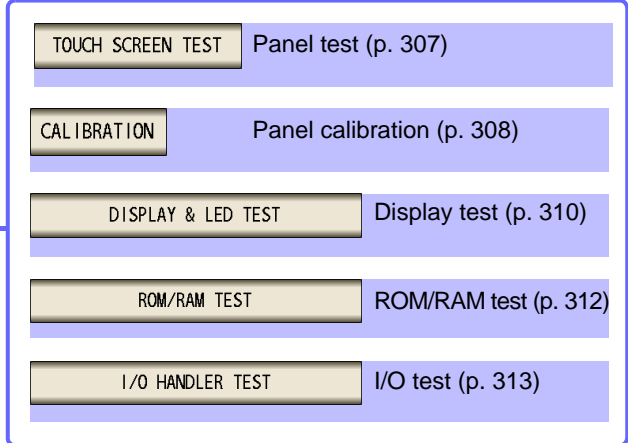 TOUCH SCREEN TEST Panel test (p. 307)
CALIBRATION Panel calibration (p. 308)
DISPLAY & LED TEST Display test (p. 310)
ROM/RAM TEST ROM/RAM test (p. 312)
I/O HANDLER TEST I/O test (p. 313)